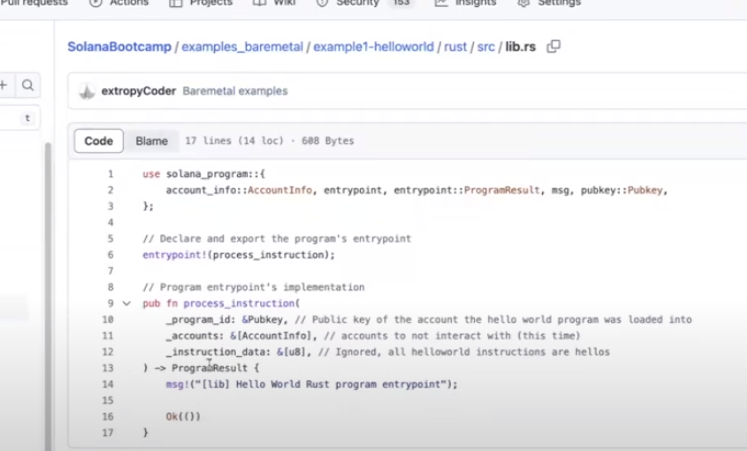 Pull requests Actions Projects Wiki Security 153 Insights Settings
SolanaBootcamp / examples_baremetal / example1-helloworld / rust / src / lib.rs
extropyCoder Baremetal examples
t
Code Blame 17 lines (14 loc) · 608 Bytes
1 use solana_program::{
2 account_info::AccountInfo, entrypoint, entrypoint::ProgramResult, msg, pubkey::Pubkey,
3 };
4
5 // Declare and export the program's entrypoint
6 entrypoint!(process_instruction);
7
8 // Program entrypoint's implementation
9 pub fn process_instruction(
10 _program_id: &Pubkey, // Public key of the account the hello world program was loaded into
11 _accounts: &[AccountInfo], // accounts to not interact with (this time)
12 _instruction_data: &[u8], // Ignored, all helloworld instructions are hellos
13 ) -> ProgramResult {
14 msg!("[lib] Hello World Rust program entrypoint");
15
16 Ok(())
17 }